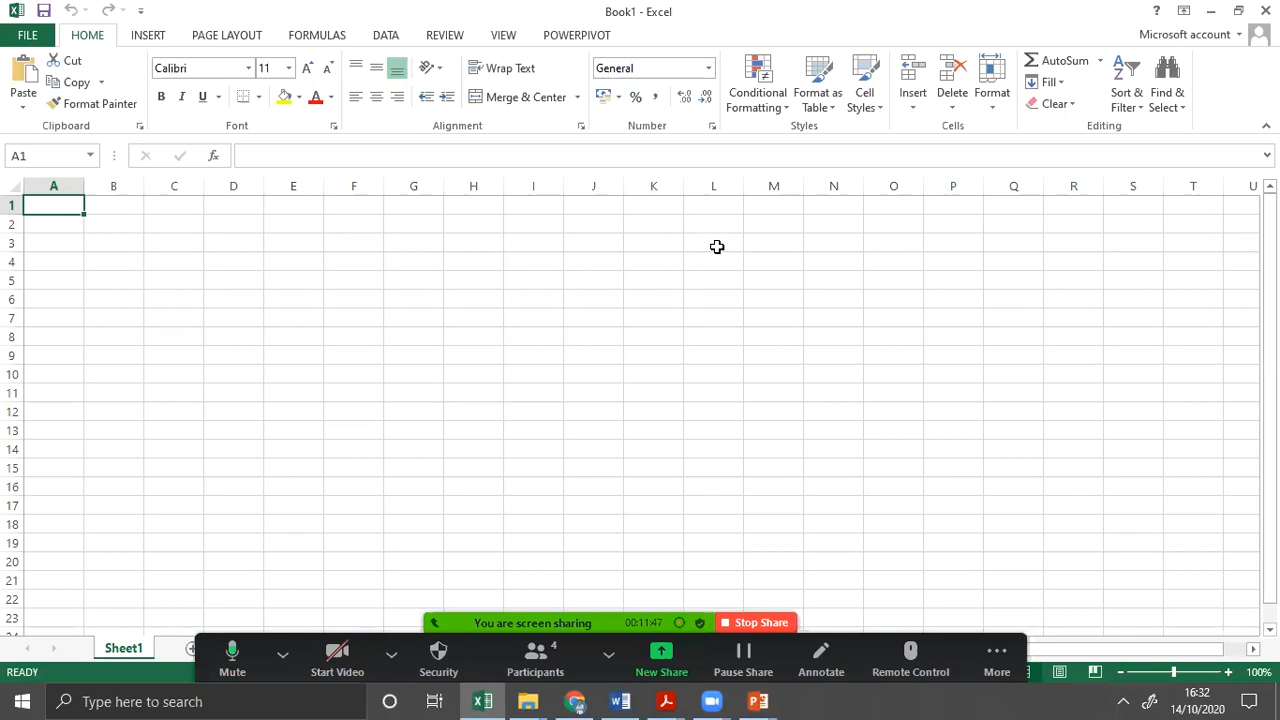 Book1 - Excel
?
FILE HOME INSERT PAGE LAYOUT FORMULAS DATA REVIEW VIEW POWERPIVOT
Microsoft account
Paste
Cut
Copy
Format Painter
Clipboard
Calibri 11
B I U
Font
Wrap Text
Merge & Center
Alignment
General
%
Number
Conditional Formatting
Format as Table
Cell Styles
Styles
Insert
Delete
Format
Cells
AutoSum
Fill
Clear
Sort & Filter
Find & Select
Editing
A1 fx
A B C D E F G H I J K L M N O P Q R S T U
1
2
3
4
5
6
7
8
9
10
11
12
13
14
15
16
17
18
19
20
21
22
23
You are screen sharing 00:11:47 Stop Share
Sheet1
Mute
Start Video
Security
4
Participants
New Share
Pause Share
Annotate
Remote Control
More
READY 100%
Type here to search
16:32
14/10/2020